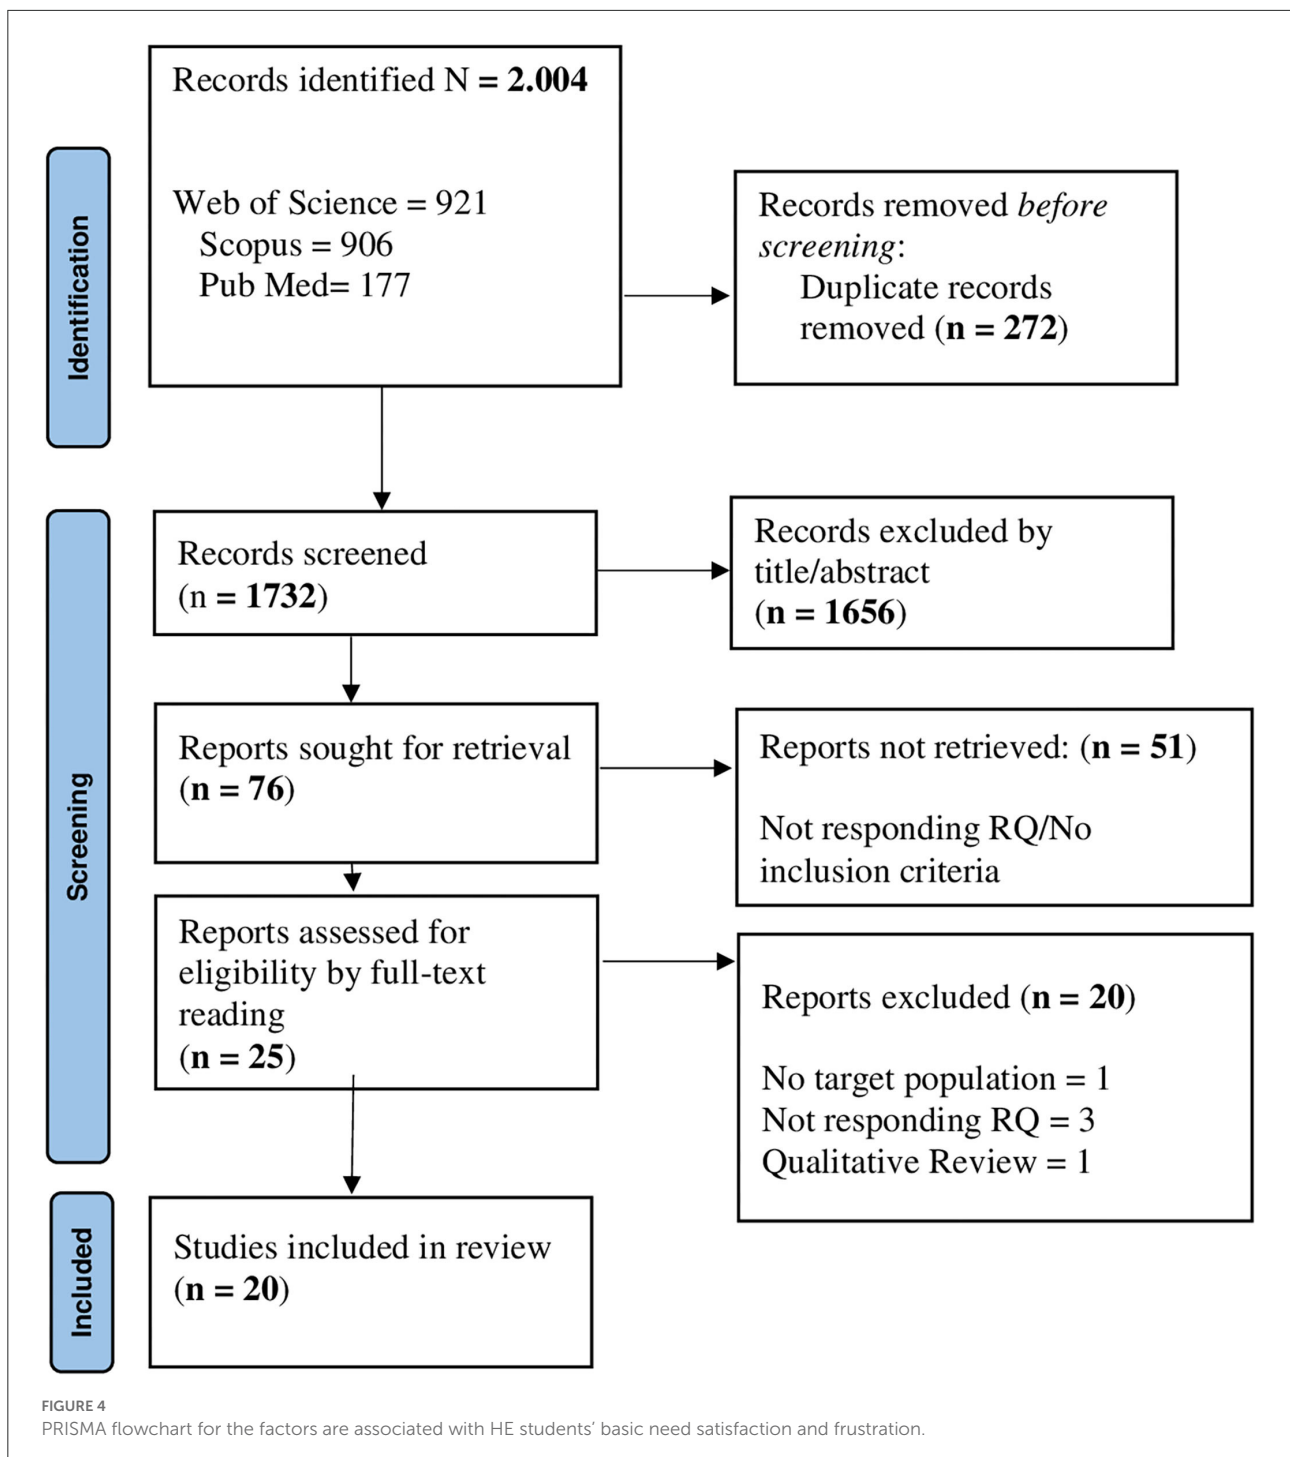 Identification
Records identified N = 2.004
Web of Science = 921
Scopus = 906
Pub Med= 177
Records removed before
screening:
Duplicate records
removed (n = 272)
Screening
Records screened
(n = 1732)
Records excluded by
title/abstract
(n = 1656)
Reports sought for retrieval
(n = 76)
Reports not retrieved: (n = 51)
Not responding RQ/No
inclusion criteria
Reports assessed for
eligibility by full-text
reading
(n = 25)
Reports excluded (n = 20)
No target population = 1
Not responding RQ = 3
Qualitative Review = 1
Included
Studies included in review
(n = 20)
FIGURE 4
PRISMA flowchart for the factors are associated with HE students’ basic need satisfaction and frustration.